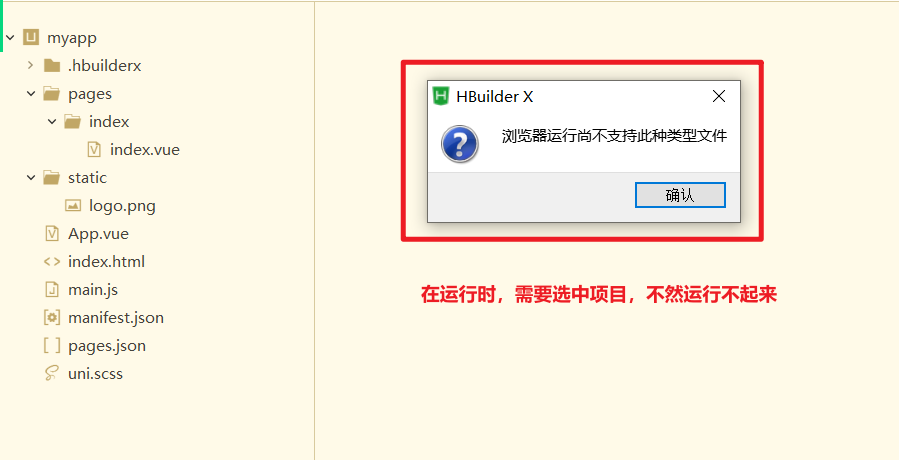 myapp
.hbuilderx
pages
index
index.vue
static
logo.png
App.vue
index.html
main.js
manifest.json
pages.json
uni.scss
HBuilder X
浏览器运行尚不支持此种类型文件
确认
在运行时，需要选中项目，不然运行不起来